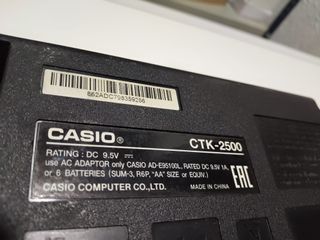 562ADC798359286
CASIO® CTK-2500
RATING: DC 9.5V ⎓
use AC ADAPTOR only CASIO AD-E95100L, RATED DC 9.5V 1A,
or 6 BATTERIES (SUM-3, R6P, "AA" SIZE or EQUIV.)
CASIO COMPUTER CO.,LTD. MADE IN CHINA
EAC